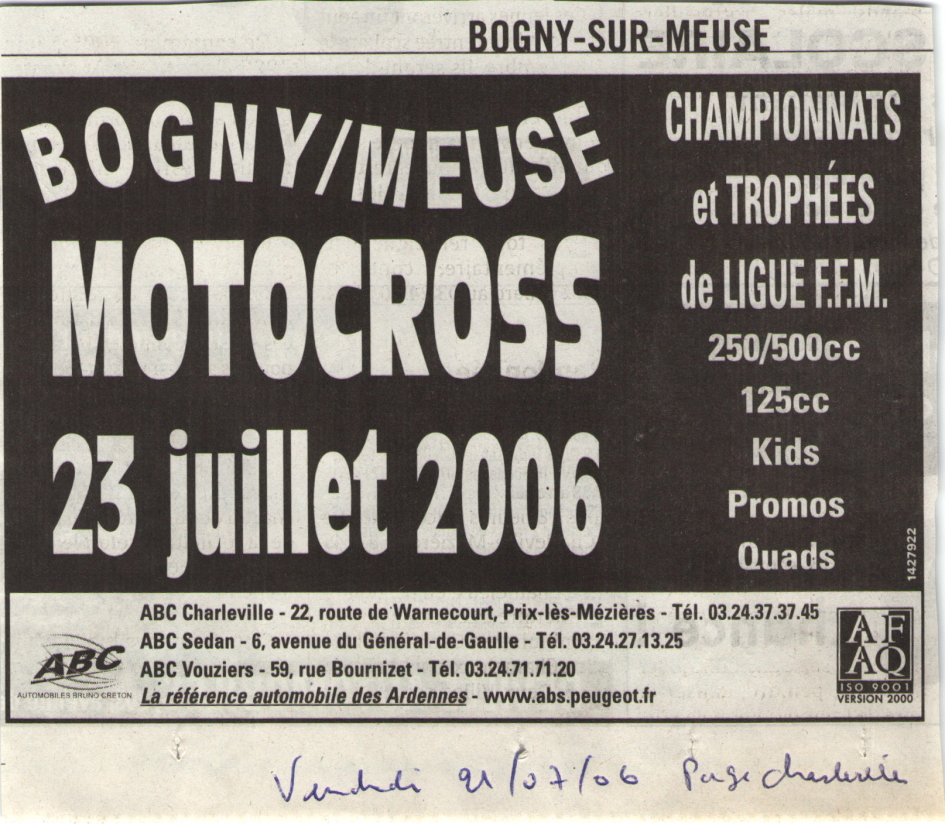 BOGNY-SUR-MEUSE
BOGNY/MEUSE
MOTOCROSS
23 juillet 2006
CHAMPIONNATS
et TROPHÉES
de LIGUE F.F.M.
250/500cc
125cc
Kids
Promos
Quads
1427922
ABC Charleville - 22, route de Warnecourt, Prix-lès-Mézières - Tél. 03.24.37.37.45
ABC Sedan - 6, avenue du Général-de-Gaulle - Tél. 03.24.27.13.25
ABC Vouziers - 59, rue Bournizet - Tél. 03.24.71.71.20
La référence automobile des Ardennes - www.abs.peugeot.fr
ABC
AUTOMOBILES BRUNO CRETON
AF
AQ
ISO 9001
VERSION 2000
Vendredi 21/07/06 Page Charleville